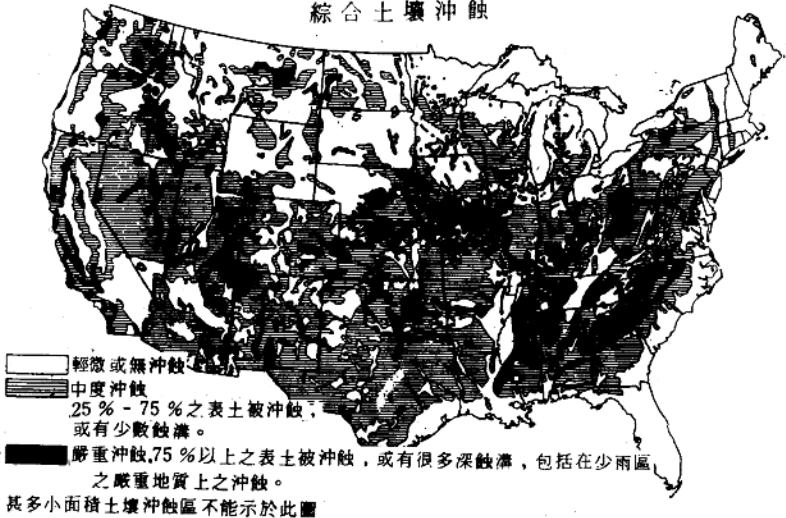 綜合土壤沖蝕
輕微或無沖蝕
中度沖蝕
25%-75%之表土被沖蝕，
或有少數蝕溝。
嚴重沖蝕,75%以上之表土被沖蝕，或有很多深蝕溝，包括在少雨區
之嚴重地質上之沖蝕。
甚多小面積土壤沖蝕區不能示於此圖